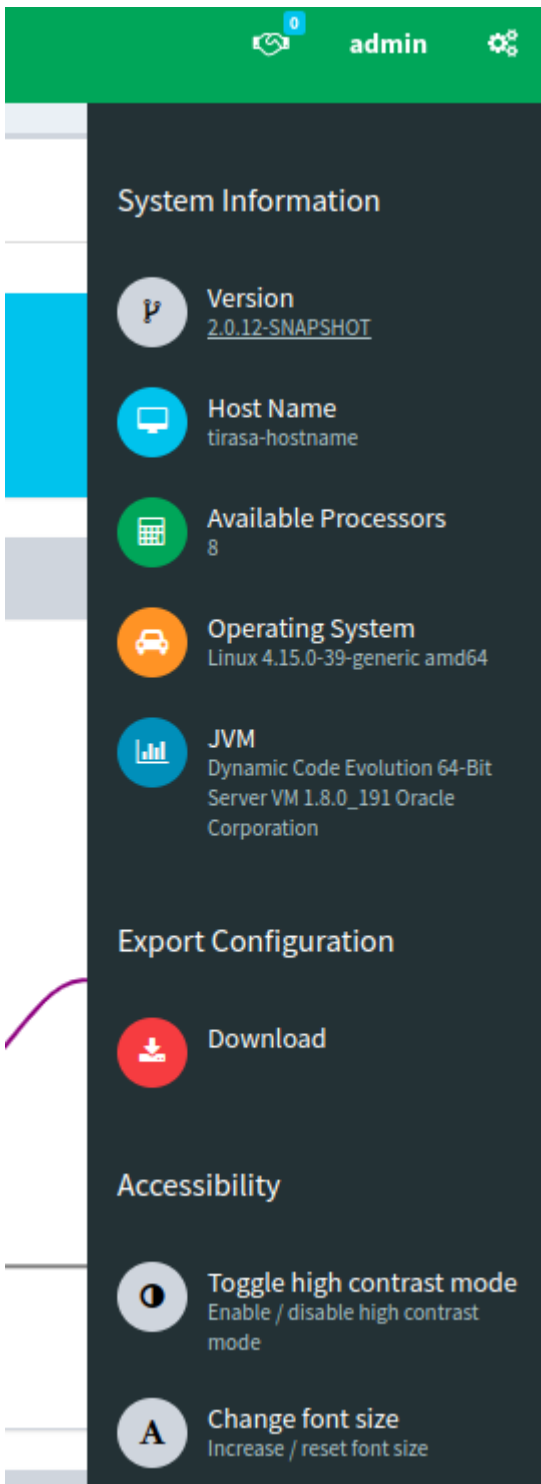 0
admin
System Information
Version
2.0.12-SNAPSHOT
Host Name
tirasa-hostname
Available Processors
8
Operating System
Linux 4.15.0-39-generic amd64
JVM
Dynamic Code Evolution 64-Bit
Server VM 1.8.0_191 Oracle
Corporation
Export Configuration
Download
Accessibility
Toggle high contrast mode
Enable / disable high contrast
mode
A
Change font size
Increase / reset font size